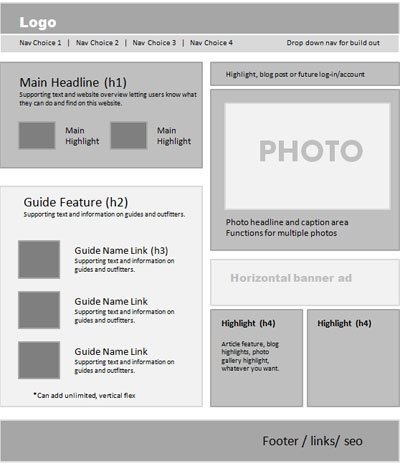 Logo
Nav Choice 1 | Nav Choice 2 | Nav Choice 3 | Nav Choice 4 Drop down nav for build out
Main Headline (h1)
Supporting text and website overview letting users know what
they can do and find on this website.
Main
Highlight
Main
Highlight
Guide Feature (h2)
Supporting text and information on guides and outfitters.
Guide Name Link (h3)
Supporting text and information on
guides and outfitters.
Guide Name Link
Supporting text and information on
guides and outfitters.
Guide Name Link
Supporting text and information on
guides and outfitters.
*Can add unlimited, vertical flex
Highlight, blog post or future log-in/account
PHOTO
Photo headline and caption area
Functions for multiple photos
Horizontal banner ad
Highlight (h4)
Article feature, blog
highlights, photo
gallery highlight,
whatever you want.
Highlight (h4)
Footer / links/ seo